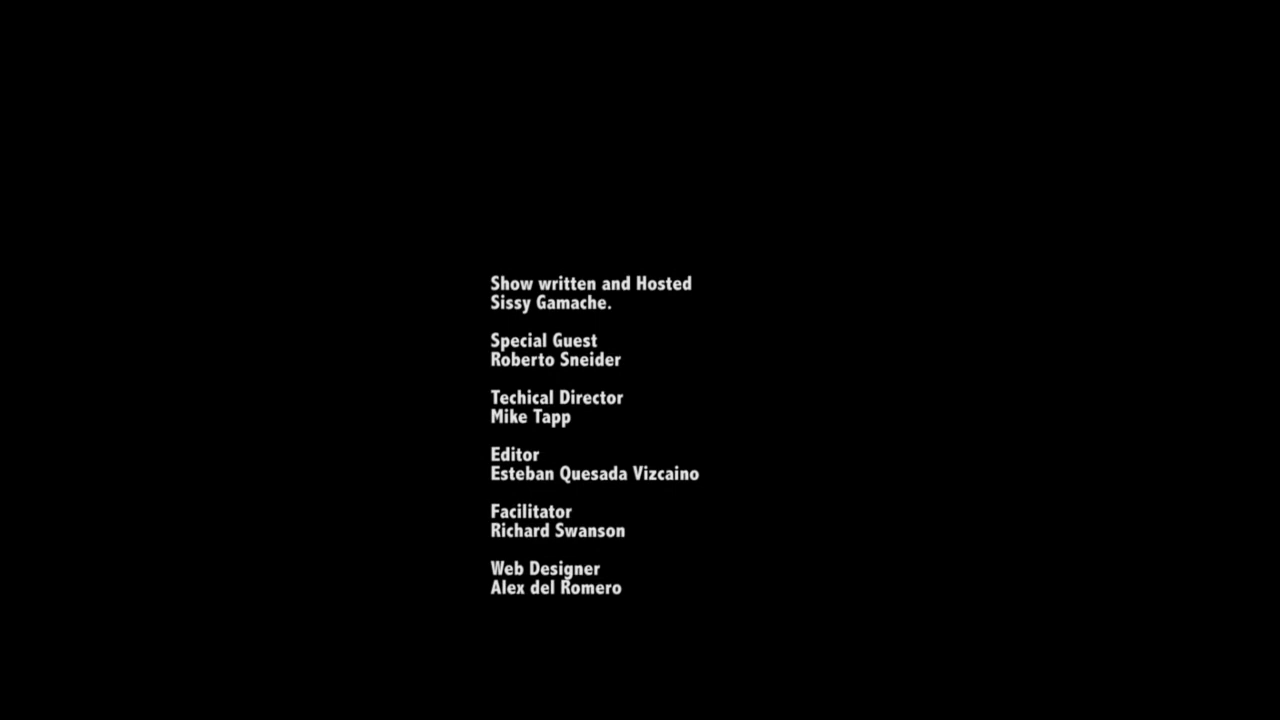 Show written and Hosted
Sissy Gamache.
Special Guest
Roberto Sneider
Techical Director
Mike Tapp
Editor
Esteban Quesada Vizcaino
Facilitator
Richard Swanson
Web Designer
Alex del Romero